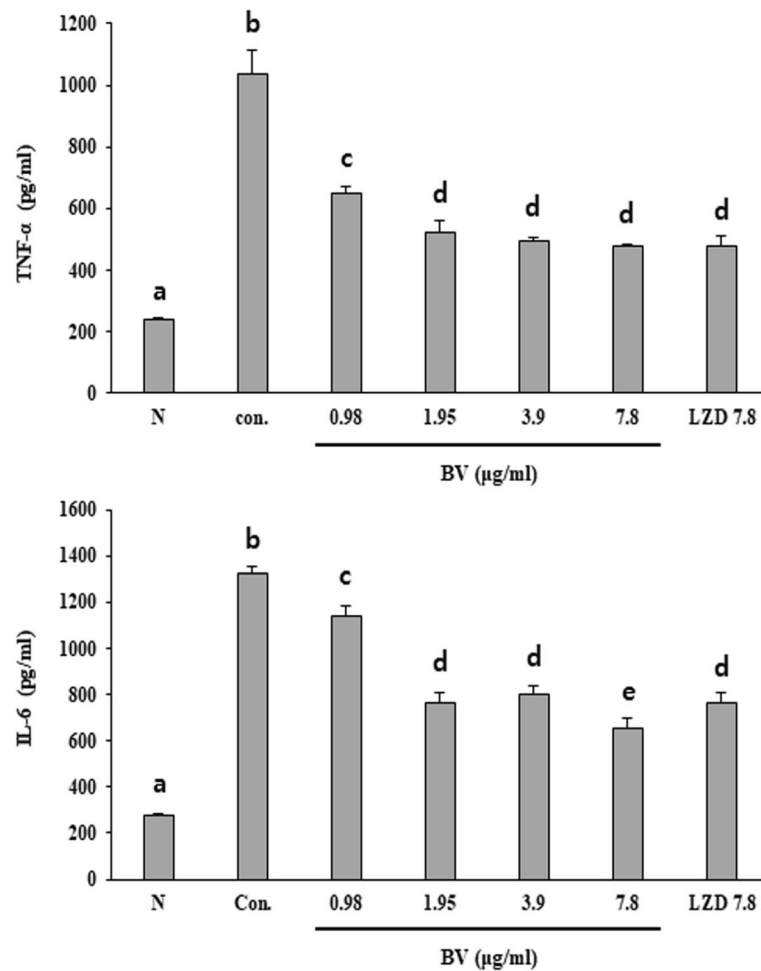 1200
b
1000
800
c
d
d
d
d
600
400
a
200
0
TNF-α (pg/ml)
N con. 0.98 1.95 3.9 7.8 LZD 7.8
BV (μg/ml)
1600
b
1400
c
1200
1000
d
d
e
d
800
600
a
400
200
0
IL-6 (pg/ml)
N Con. 0.98 1.95 3.9 7.8 LZD 7.8
BV (μg/ml)